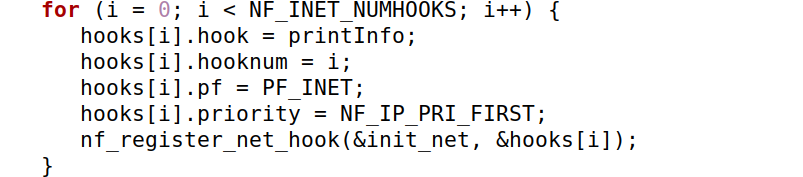 for (i = 0; i < NF_INET_NUMHOOKS; i++) {
hooks[i].hook = printInfo;
hooks[i].hooknum = i;
hooks[i].pf = PF_INET;
hooks[i].priority = NF_IP_PRI_FIRST;
nf_register_net_hook(&init_net, &hooks[i]);
}